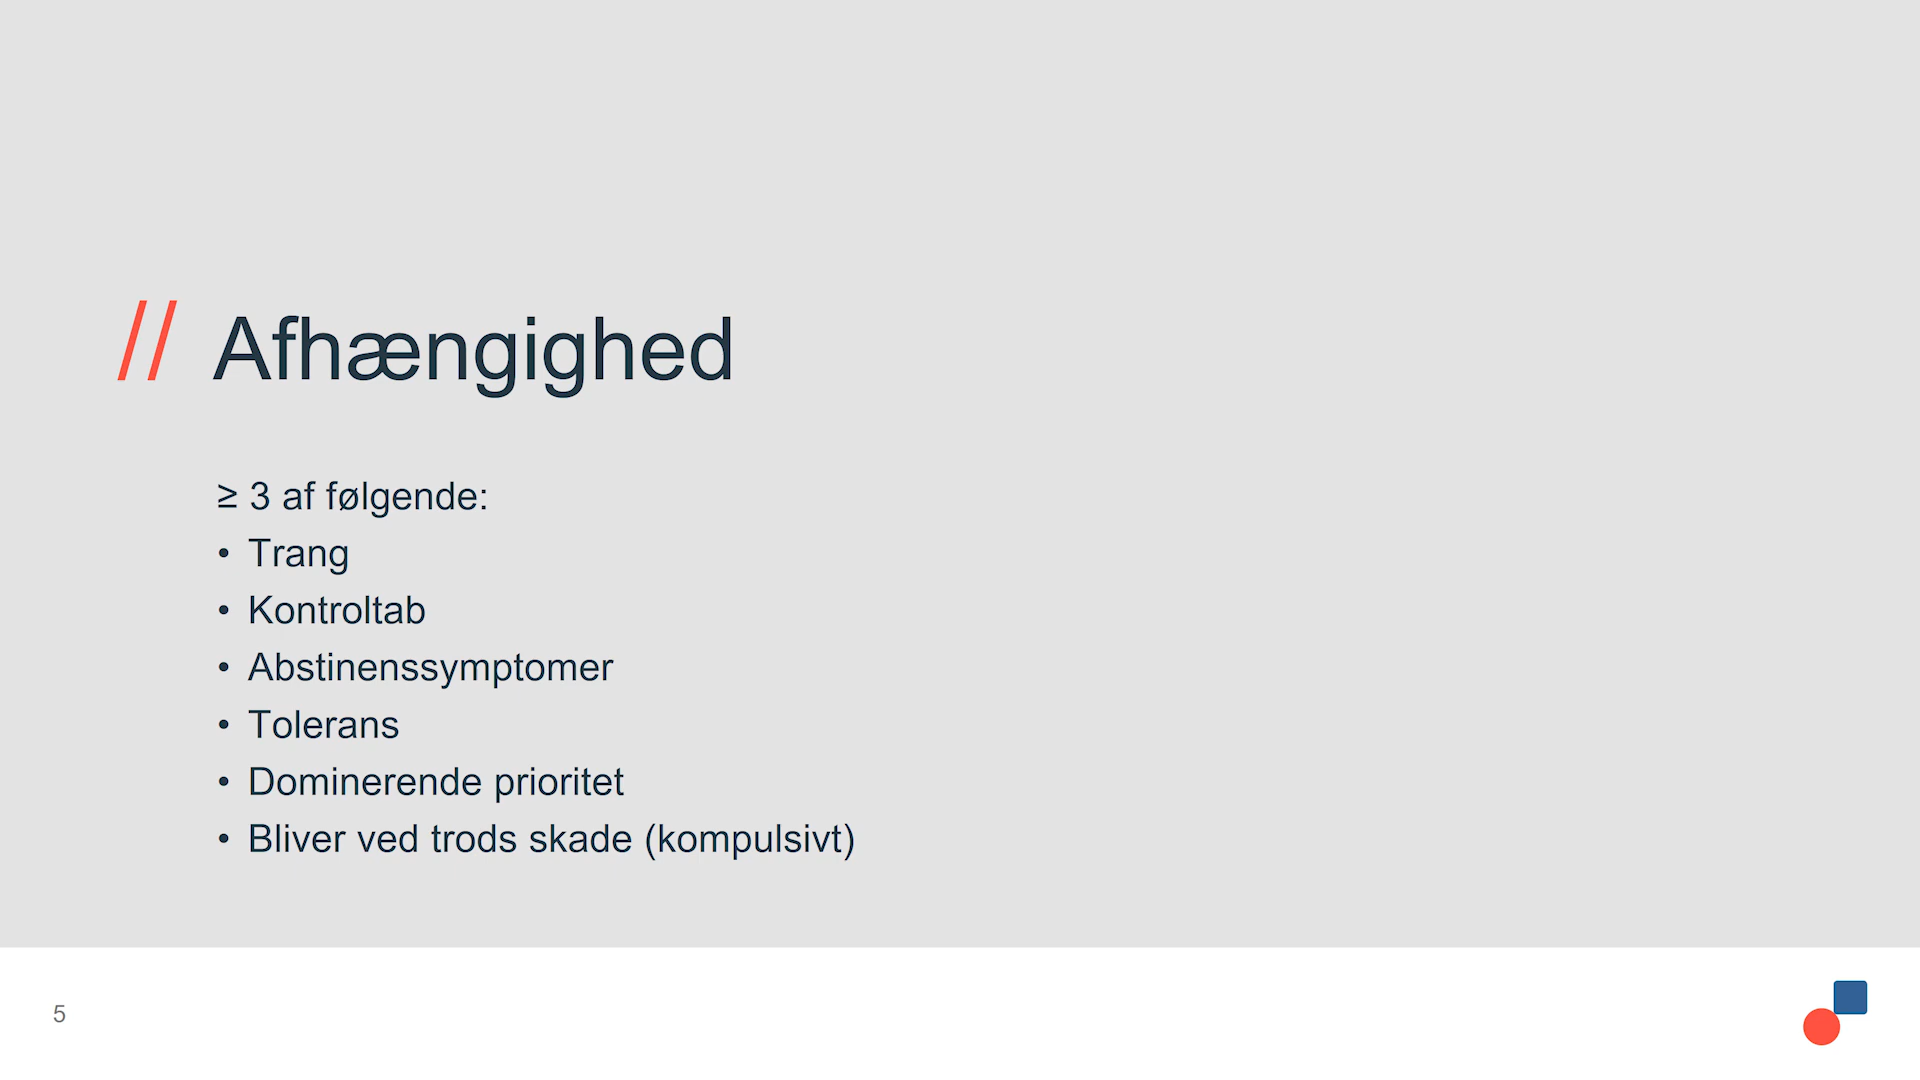 // Afhængighed
≥ 3 af følgende:
• Trang
• Kontroltab
• Abstinenssymptomer
• Tolerans
• Dominerende prioritet
• Bliver ved trods skade (kompulsivt)
5